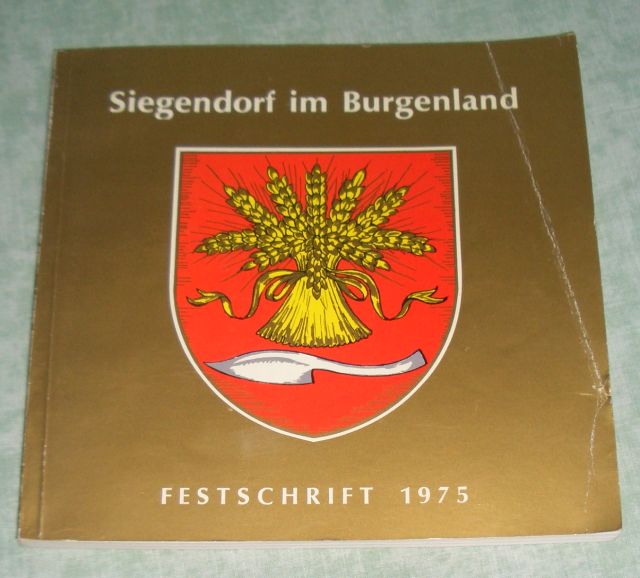 Siegendorf im Burgenland
FESTSCHRIFT 1975